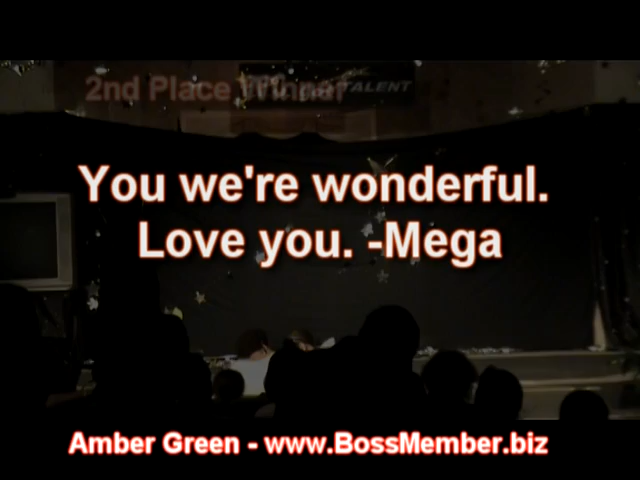 2nd Place Winner
TALENT
You we're wonderful.
Love you. -Mega
Amber Green - www.BossMember.biz